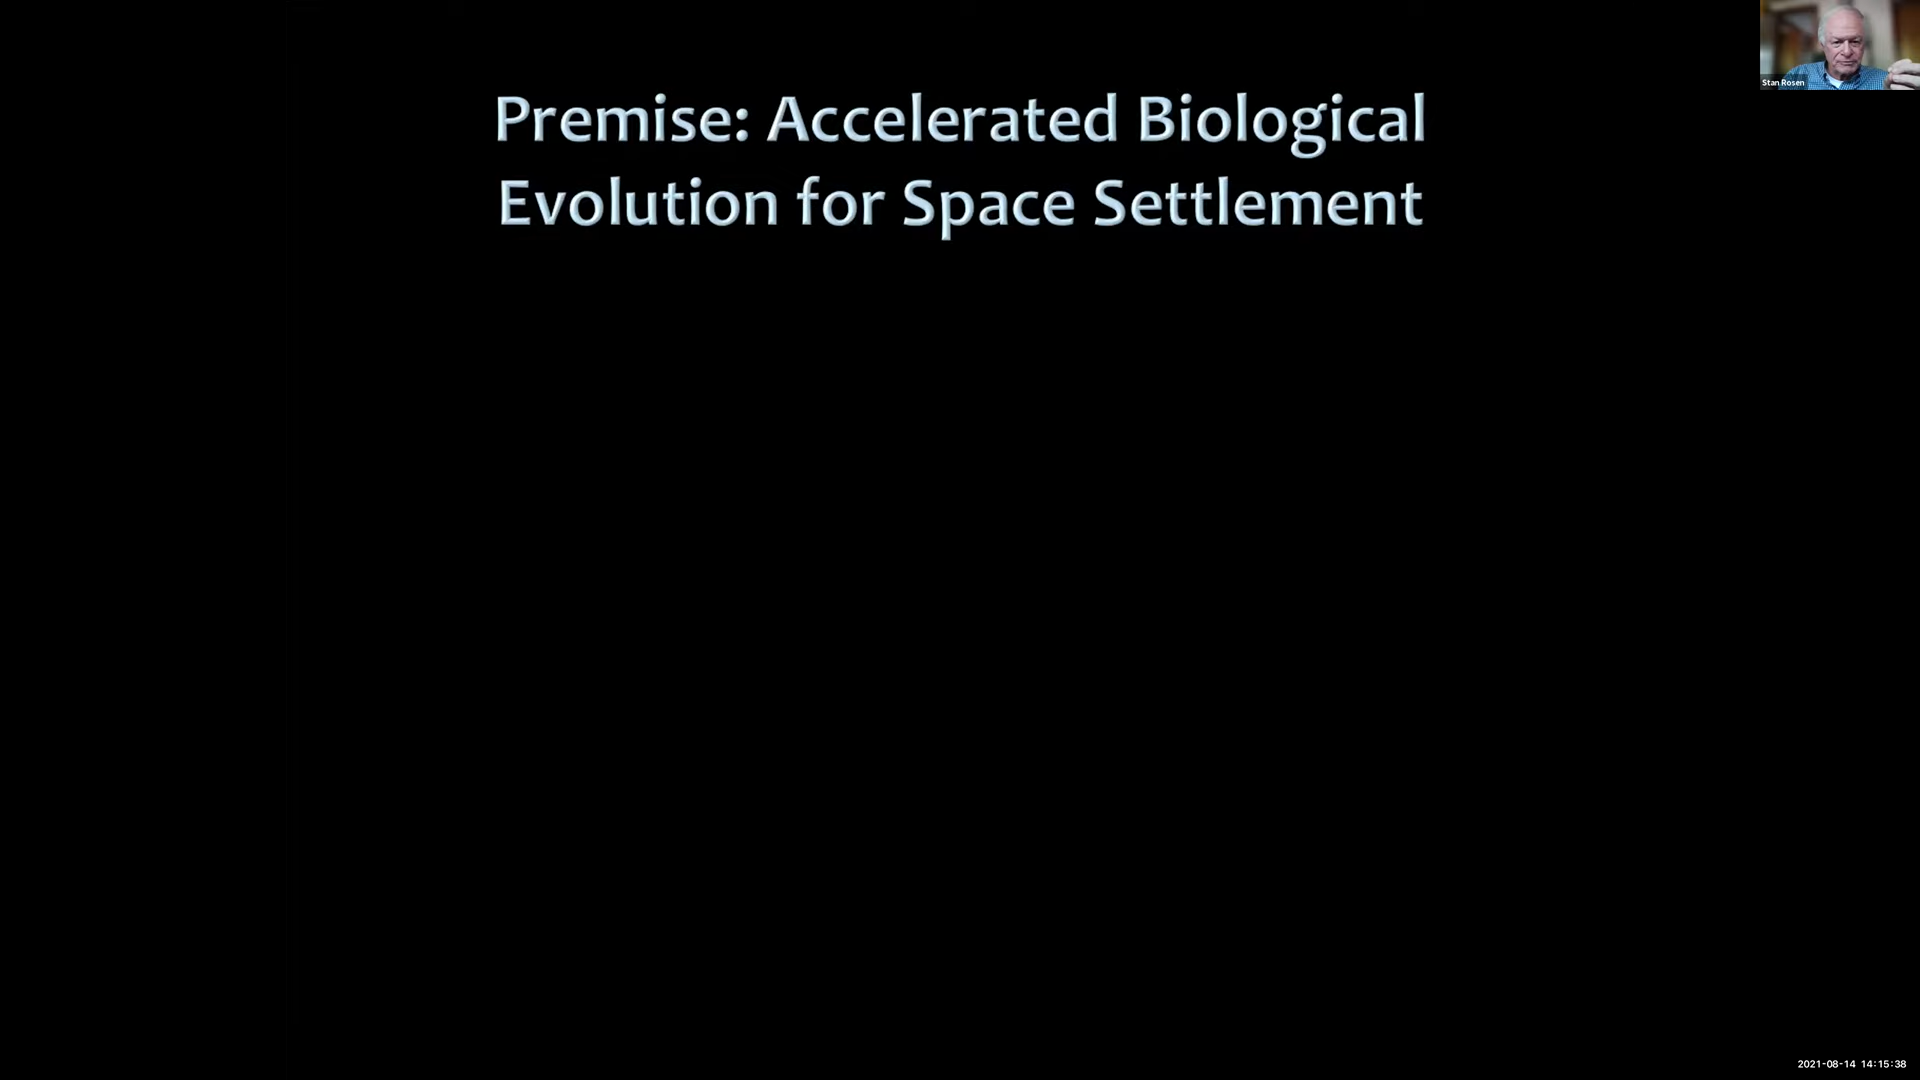 Stan Rosen
Premise: Accelerated Biological
Evolution for Space Settlement
2021-08-14 14:15:38